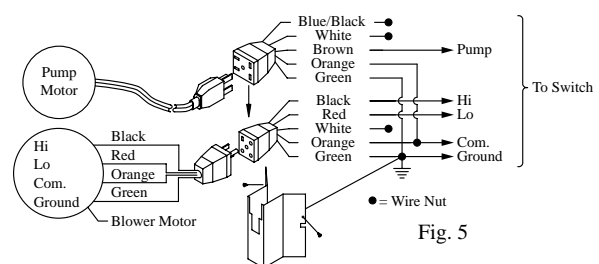 Blue/Black
White
Brown
Orange
Green
Pump
Pump
Motor
To Switch
Black
Red
White
Orange
Green
Hi
Lo
Com.
Ground
Hi
Lo
Com.
Ground
Black
Red
Orange
Green
Blower Motor
= Wire Nut
Fig. 5